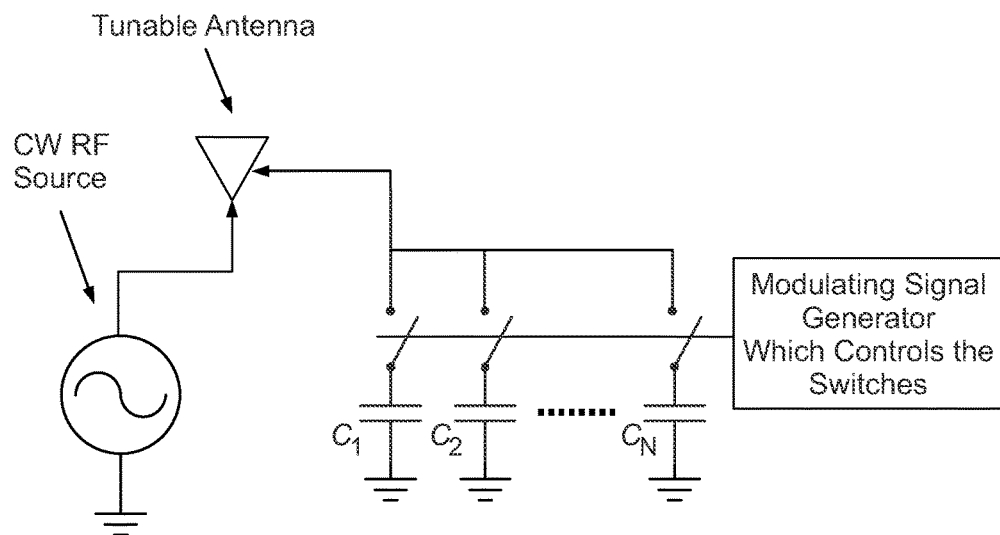 Tunable Antenna
CW RF
Source
Modulating Signal
Generator
Which Controls the
Switches
C1
C2
CN